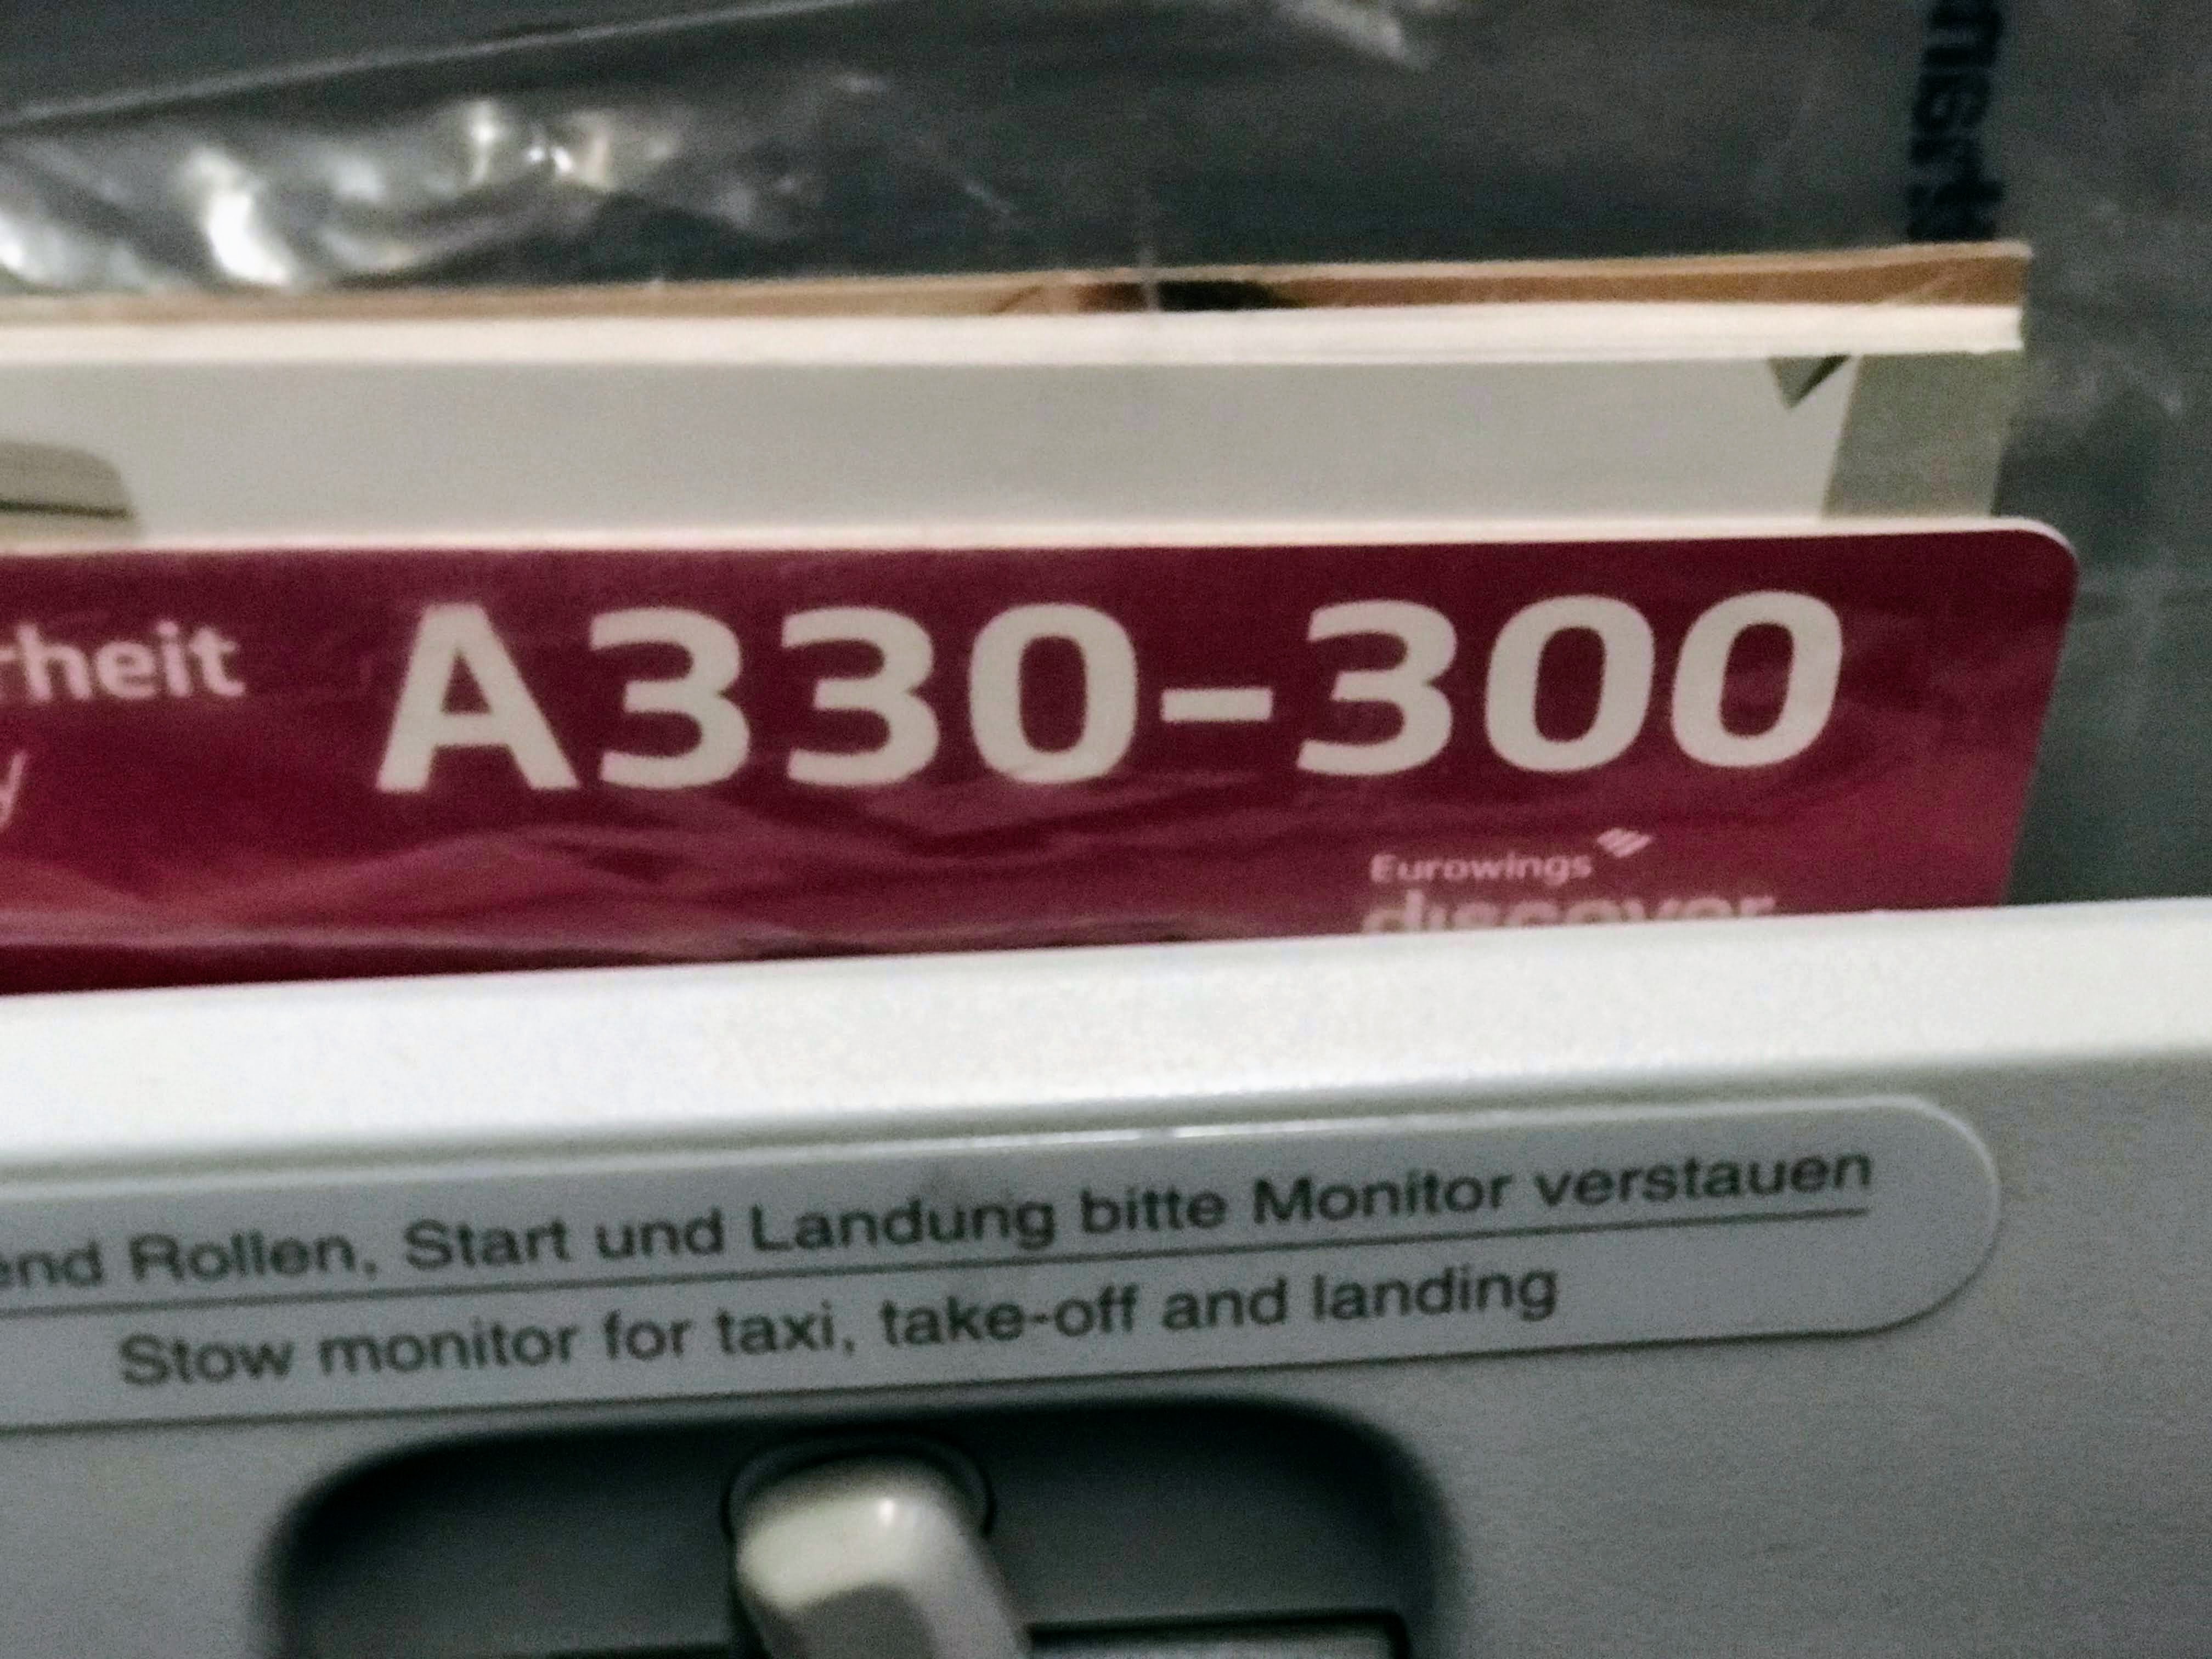 rheit
A330-300
y
Eurowings
discover
end Rollen, Start und Landung bitte Monitor verstauen
Stow monitor for taxi, take-off and landing